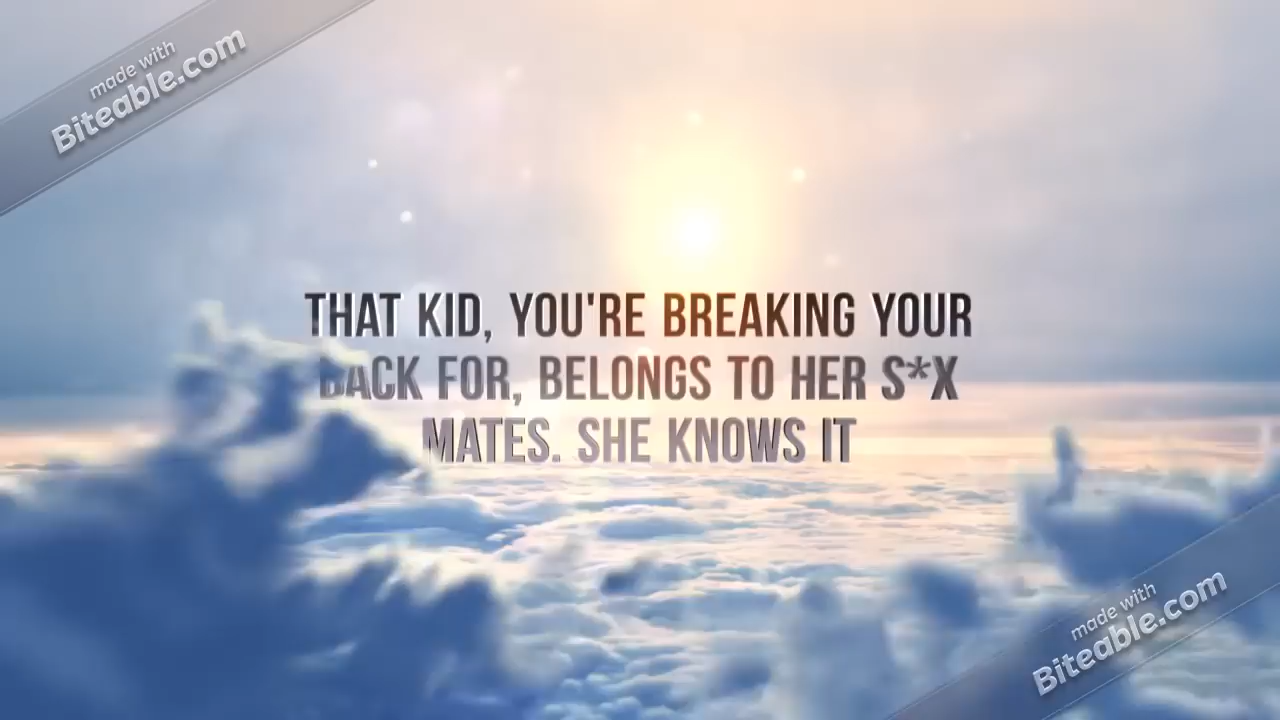 made with
Biteable.com
THAT KID, YOU'RE BREAKING YOUR
BACK FOR, BELONGS TO HER S*X
MATES. SHE KNOWS IT
made with
Biteable.com